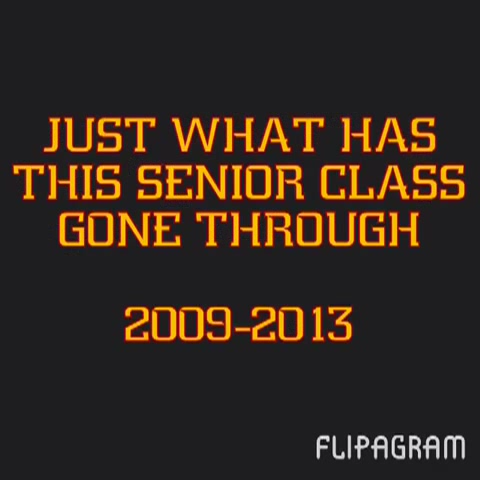 JUST WHAT HAS
THIS SENIOR CLASS
GONE THROUGH
2009-2013
FLIPAGRAM